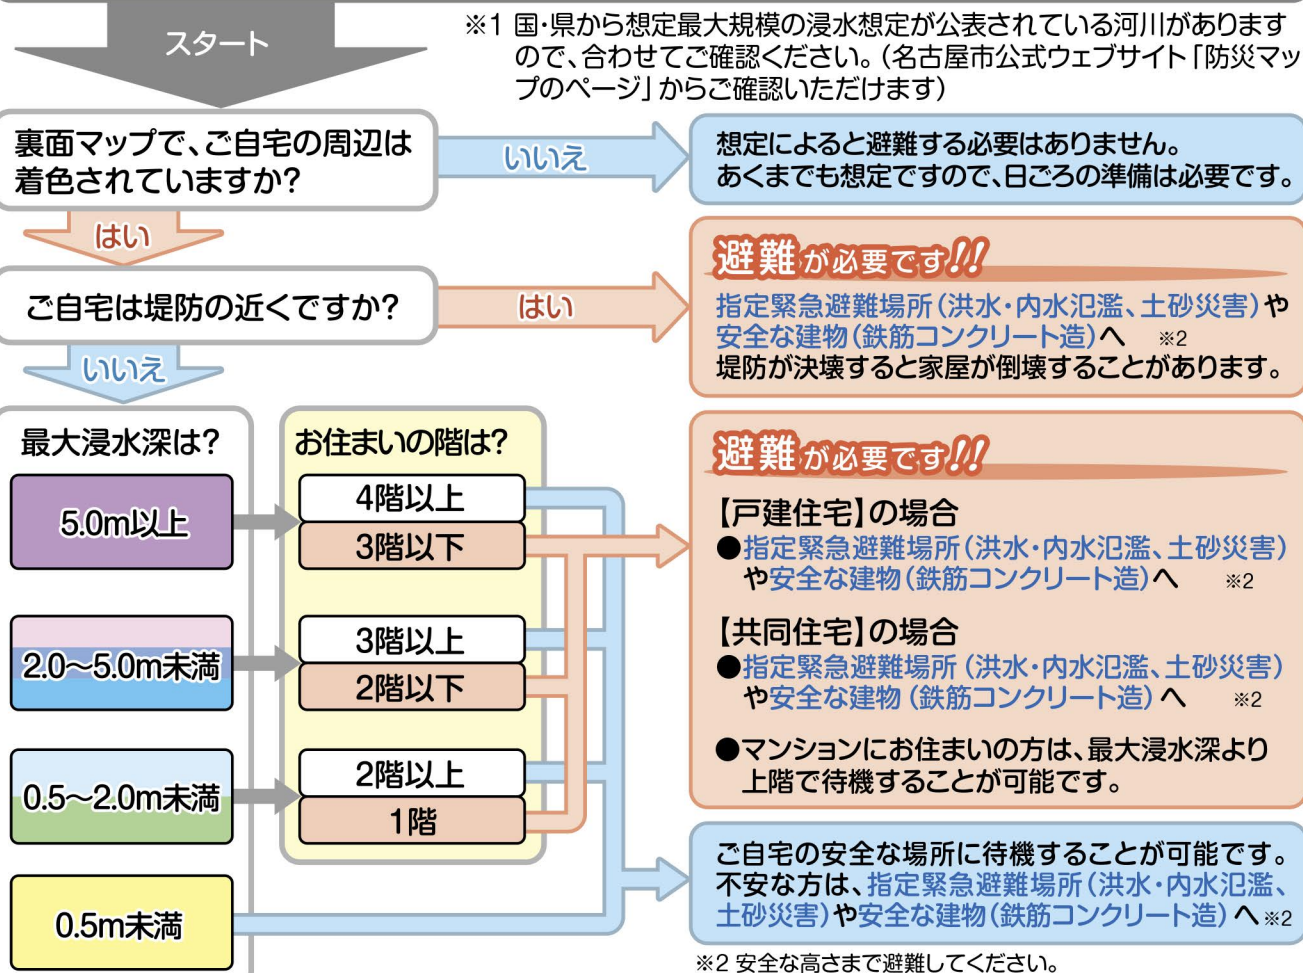 スタート
※1 国・県から想定最大規模の浸水想定が公表されている河川があります
ので、合わせてご確認ください。(名古屋市公式ウェブサイト「防災マッ
プのページ」からご確認いただけます)
裏面マップで、ご自宅の周辺は
着色されていますか?
いいえ
想定によると避難する必要はありません。
あくまでも想定ですので、日ごろの準備は必要です。
はい
ご自宅は堤防の近くですか?
はい
避難が必要です!!
指定緊急避難場所(洪水・内水氾濫、土砂災害)や
安全な建物(鉄筋コンクリート造)へ ※2
堤防が決壊すると家屋が倒壊することがあります。
いいえ
最大浸水深は?
5.0m以上
2.0〜5.0m未満
0.5〜2.0m未満
0.5m未満
お住まいの階は?
4階以上
3階以下
3階以上
2階以下
2階以上
1階
避難が必要です!!
【戸建住宅】の場合
●指定緊急避難場所(洪水・内水氾濫、土砂災害)
や安全な建物(鉄筋コンクリート造)へ ※2
【共同住宅】の場合
●指定緊急避難場所(洪水・内水氾濫、土砂災害)
や安全な建物(鉄筋コンクリート造)へ ※2
●マンションにお住まいの方は、最大浸水深より
上階で待機することが可能です。
ご自宅の安全な場所に待機することが可能です。
不安な方は、指定緊急避難場所(洪水・内水氾濫、
土砂災害)や安全な建物(鉄筋コンクリート造)へ※2
※2 安全な高さまで避難してください。